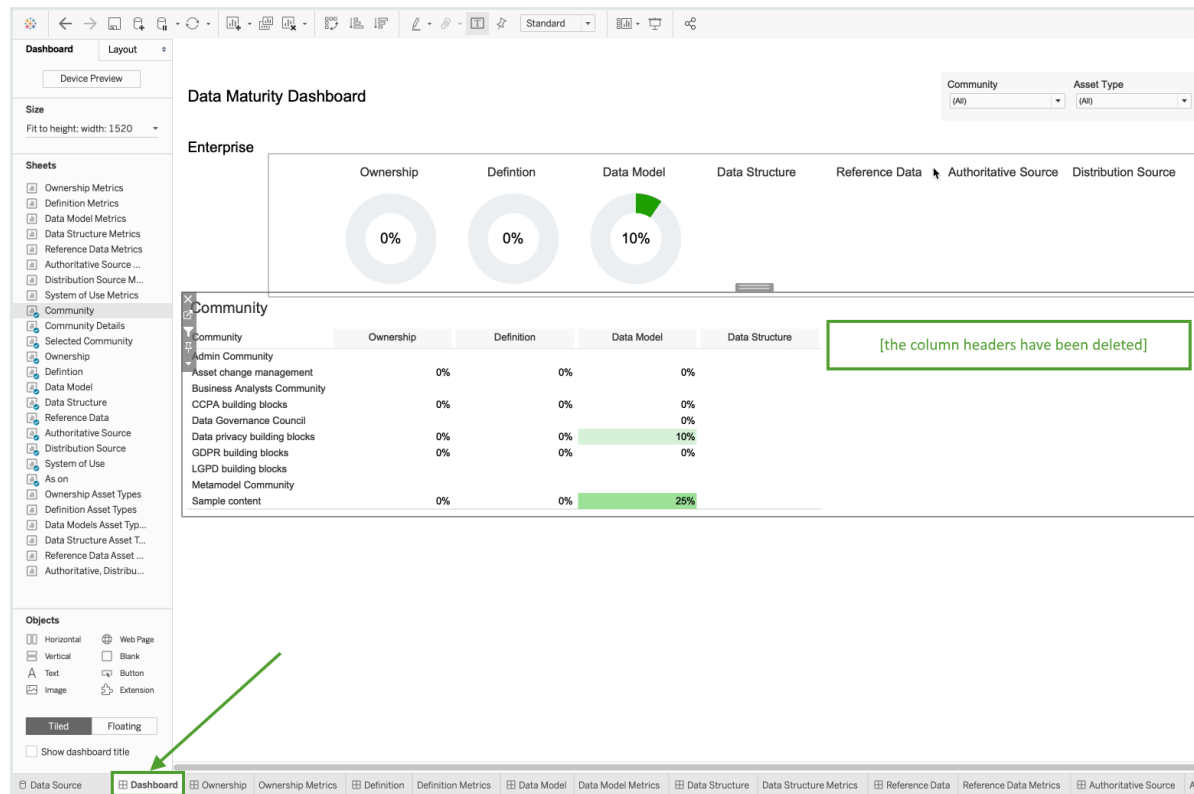 Standard
Dashboard Layout
Device Preview
Size
Fit to height: width: 1520
Sheets
Ownership Metrics
Definition Metrics
Data Model Metrics
Data Structure Metrics
Reference Data Metrics
Authoritative Source ...
Distribution Source M...
System of Use Metrics
Community
Community Details
Selected Community
Ownership
Defintion
Data Model
Data Structure
Reference Data
Authoritative Source
Distribution Source
System of Use
As on
Ownership Asset Types
Definition Asset Types
Data Models Asset Typ...
Data Structure Asset T...
Reference Data Asset ...
Authoritative, Distribu...
Objects
Horizontal Web Page
Vertical Blank
A Text Button
Image Extension
Tiled Floating
Show dashboard title
Data Maturity Dashboard
Community Asset Type
(All) (All)
Enterprise
Ownership Defintion Data Model Data Structure Reference Data Authoritative Source Distribution Source
0% 0% 10%
Community
Community Ownership Definition Data Model Data Structure
[the column headers have been deleted]
Admin Community
Asset change management 0% 0% 0%
Business Analysts Community
CCPA building blocks 0% 0% 0%
Data Governance Council 0%
Data privacy building blocks 0% 0% 10%
GDPR building blocks 0% 0% 0%
LGPD building blocks
Metamodel Community
Sample content 0% 0% 25%
Data Source Dashboard Ownership Ownership Metrics Definition Definition Metrics Data Model Data Model Metrics Data Structure Data Structure Metrics Reference Data Reference Data Metrics Authoritative Source